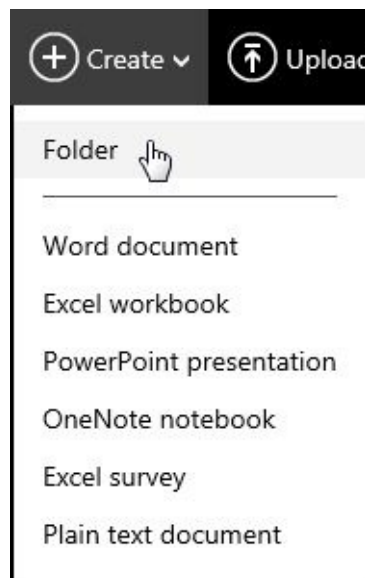 Create Uploa
Folder
Word document
Excel workbook
PowerPoint presentation
OneNote notebook
Excel survey
Plain text document